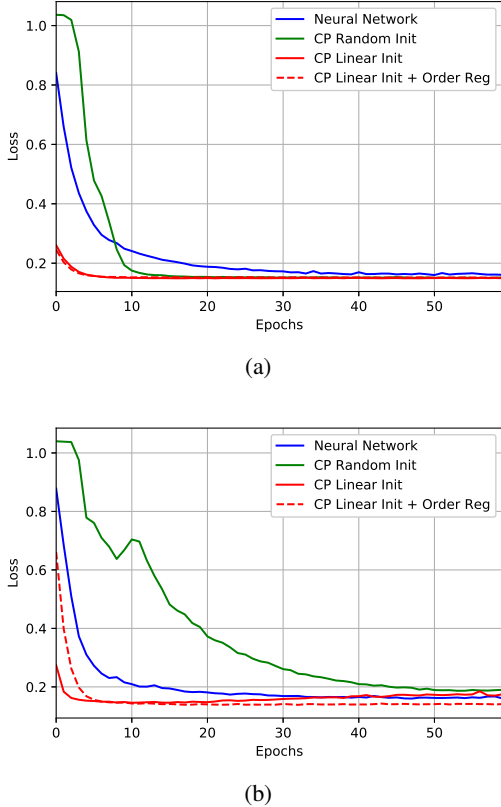 1.0
0.8
0.6
0.4
0.2
Loss
0 10 20 30 40 50
Epochs
Neural Network
CP Random Init
CP Linear Init
CP Linear Init + Order Reg
(a)
1.0
0.8
0.6
0.4
0.2
Loss
0 10 20 30 40 50
Epochs
Neural Network
CP Random Init
CP Linear Init
CP Linear Init + Order Reg
(b)